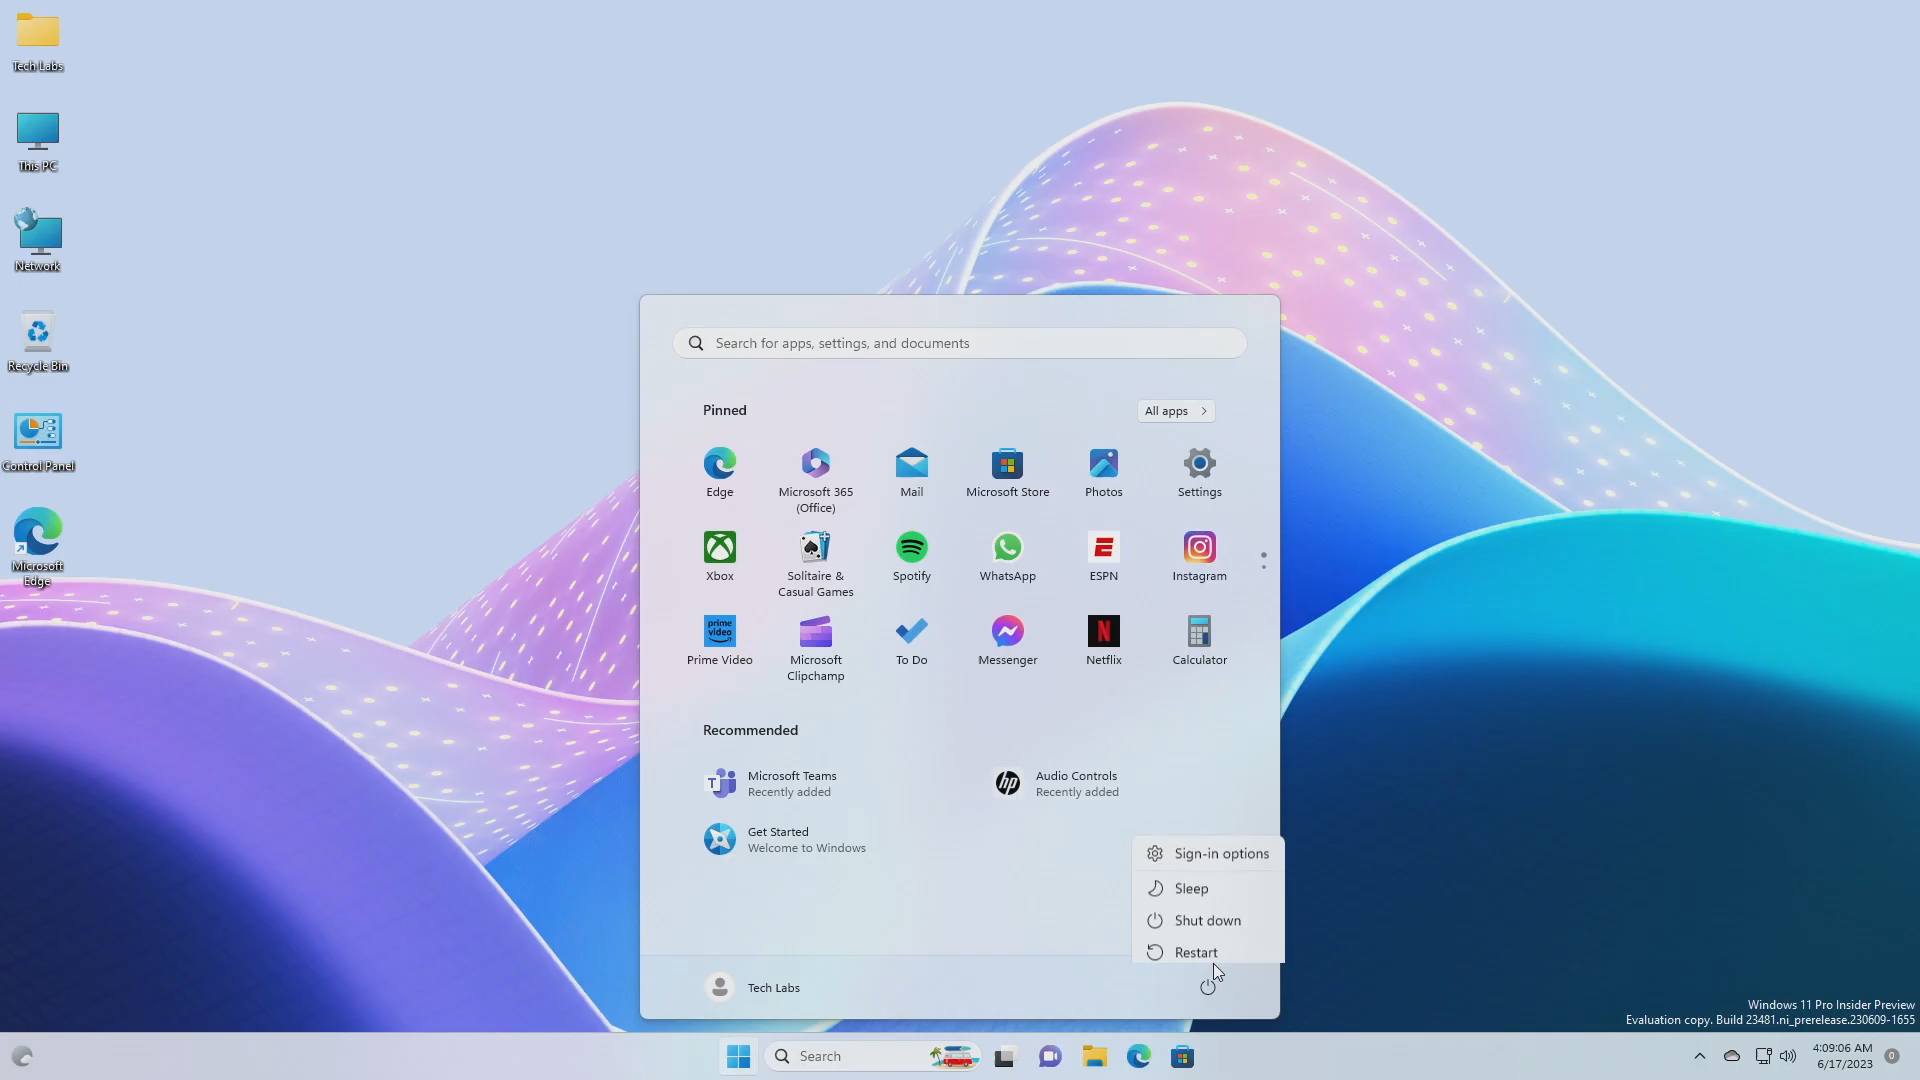 Tech Labs
This PC
Network
Recycle Bin
Control Panel
Microsoft
Edge
Search for apps, settings, and documents
Pinned
All apps
Edge
Microsoft 365
(Office)
Mail
Microsoft Store
Photos
Settings
Xbox
Solitaire &
Casual Games
Spotify
WhatsApp
ESPN
Instagram
prime
video
Prime Video
Microsoft
Clipchamp
To Do
Messenger
N
Netflix
Calculator
Recommended
T
Microsoft Teams
Recently added
hp
Audio Controls
Recently added
Get Started
Welcome to Windows
Sign-in options
Sleep
Shut down
Restart
Tech Labs
Windows 11 Pro Insider Preview
Evaluation copy. Build 23481.ni_prerelease.230609-1655
Search
4:09:06 AM
6/17/2023
0